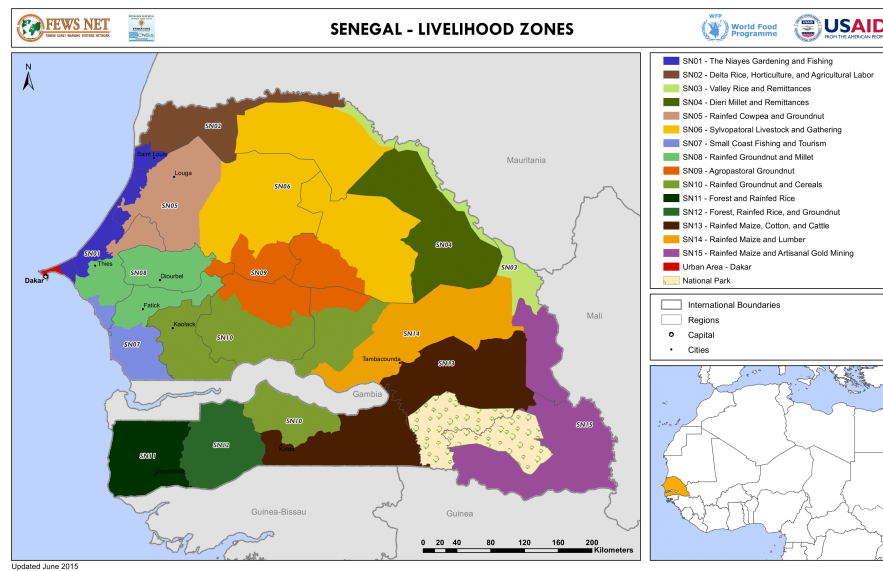 FEWS NET
FAMINE EARLY WARNING SYSTEMS NETWORK
SENEGAL - LIVELIHOOD ZONES
WFP
World Food
Programme
USAID
FROM THE AMERICAN PEOP
N
SN02
Saint Louis
Louga
SN06
SN05
Mauritania
SN04
SN01
Thies
SN08
Diourbel
SN09
SN03
Dakar
Fatick
Kaolack
SN10
SN07
SN14
Mali
Tambacounda
SN13
Gambia
SN10
SN15
SN11
SN12
Kolda
Guinea-Bissau
Guinea
0 20 40 80 120 160 200
Kilometers
SN01 - The Niayes Gardening and Fishing
SN02 - Delta Rice, Horticulture, and Agricultural Labor
SN03 - Valley Rice and Remittances
SN04 - Dieri Millet and Remittances
SN05 - Rainfed Cowpea and Groundnut
SN06 - Sylvopatoral Livestock and Gathering
SN07 - Small Coast Fishing and Tourism
SN08 - Rainfed Groundnut and Millet
SN09 - Agropastoral Groundnut
SN10 - Rainfed Groundnut and Cereals
SN11 - Forest and Rainfed Rice
SN12 - Forest, Rainfed Rice, and Groundnut
SN13 - Rainfed Maize, Cotton, and Cattle
SN14 - Rainfed Maize and Lumber
SN15 - Rainfed Maize and Artisanal Gold Mining
Urban Area - Dakar
National Park
International Boundaries
Regions
Capital
Cities
Updated June 2015